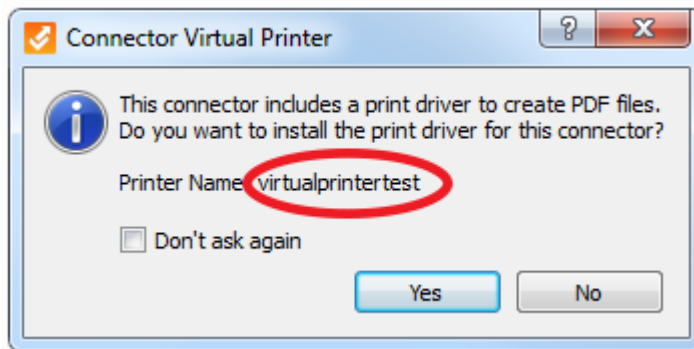 Connector Virtual Printer
This connector includes a print driver to create PDF files.
Do you want to install the print driver for this connector?
Printer Name: virtualprintertest
Don't ask again
Yes No